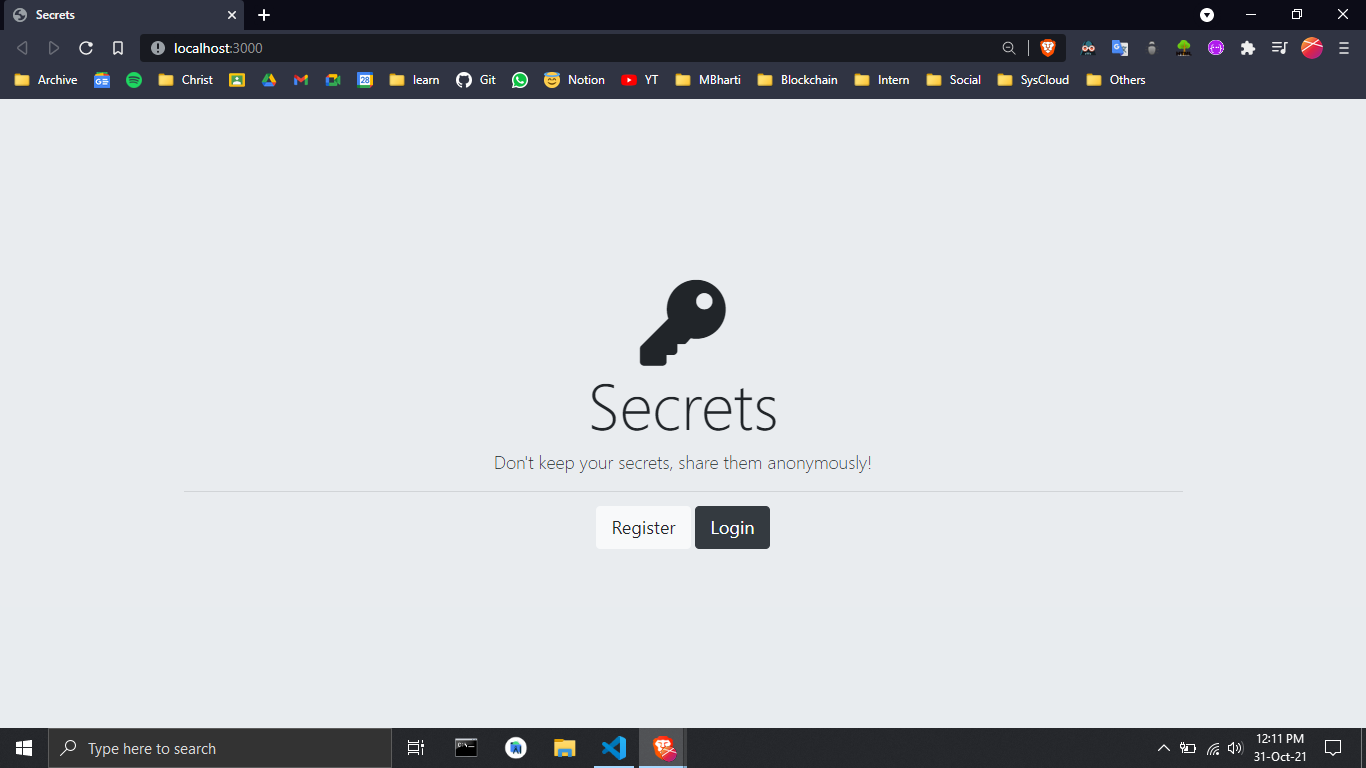 Secrets
localhost:3000
Archive
Christ
28
learn
Git
Notion
YT
MBharti
Blockchain
Intern
Social
SysCloud
Others
Secrets
Don't keep your secrets, share them anonymously!
Register Login
Type here to search
12:11 PM
31-Oct-21